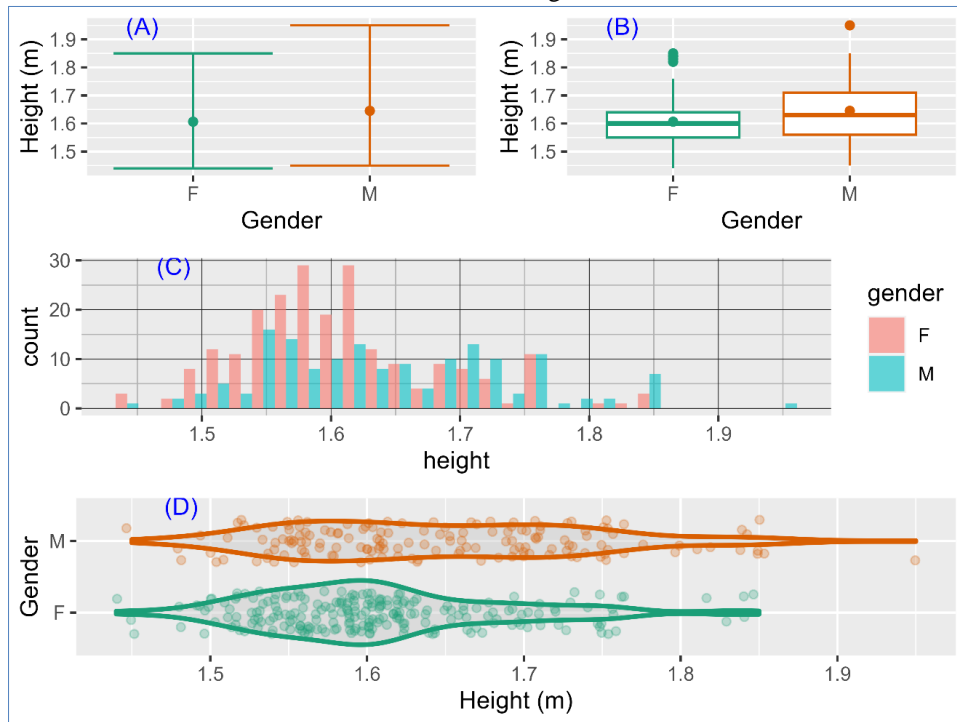 (A)
Height (m)
1.9
1.8
1.7
1.6
1.5
F
M
Gender
(B)
Height (m)
1.9
1.8
1.7
1.6
1.5
F
M
Gender
(C)
count
30
20
10
0
1.5
1.6
1.7
1.8
1.9
height
gender
F
M
(D)
Gender
M
F
1.5
1.6
1.7
1.8
1.9
Height (m)